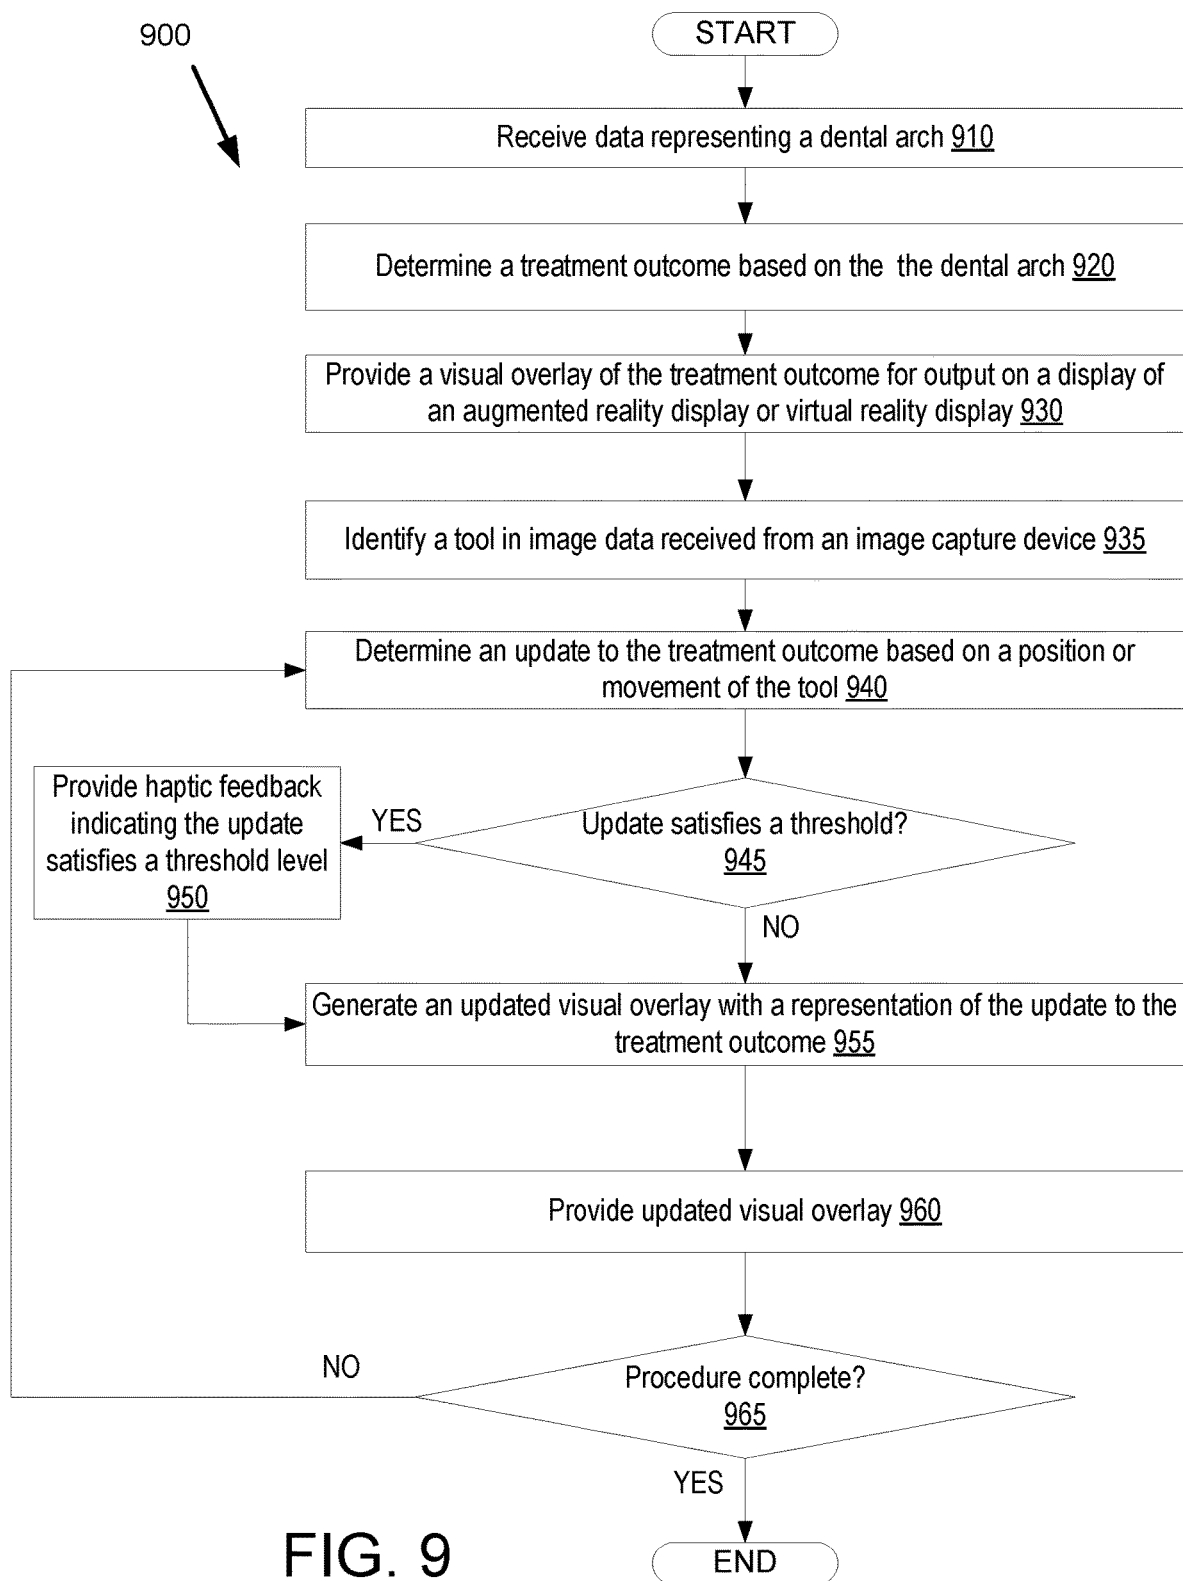 900
START
Receive data representing a dental arch 910
Determine a treatment outcome based on the the dental arch 920
Provide a visual overlay of the treatment outcome for output on a display of
an augmented reality display or virtual reality display 930
Identify a tool in image data received from an image capture device 935
Determine an update to the treatment outcome based on a position or
movement of the tool 940
Provide haptic feedback
indicating the update
satisfies a threshold level
950
YES
Update satisfies a threshold?
945
NO
Generate an updated visual overlay with a representation of the update to the
treatment outcome 955
Provide updated visual overlay 960
NO
Procedure complete?
965
YES
FIG. 9
END